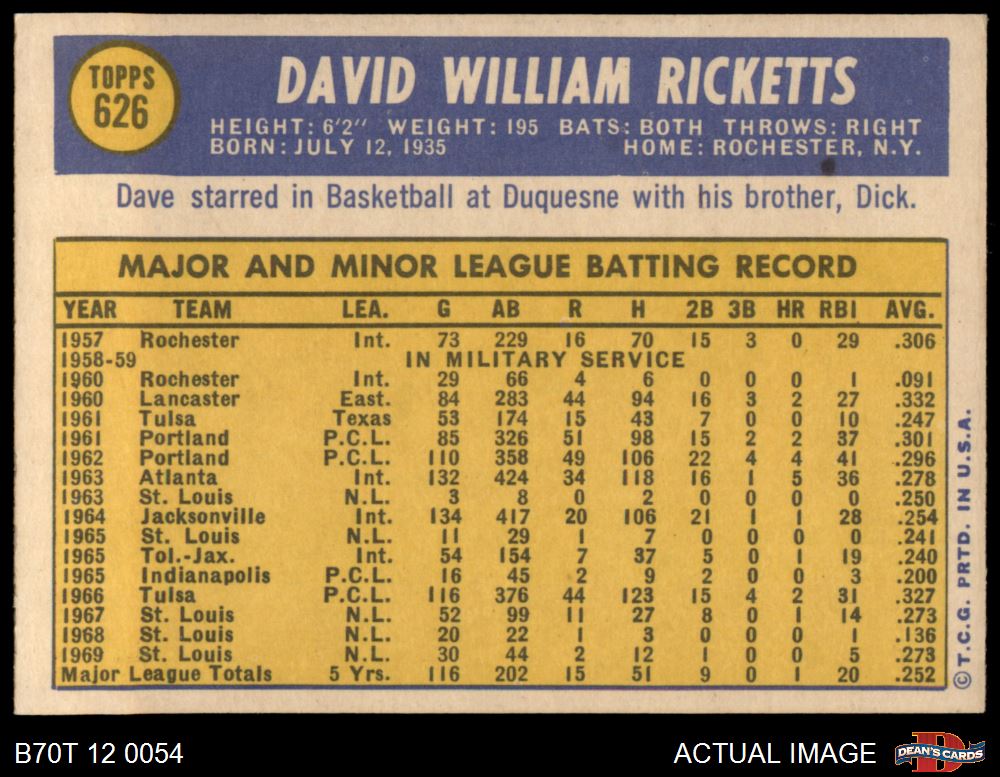 TOPPS
626
DAVID WILLIAM RICKETTS
HEIGHT: 6'2" WEIGHT: 195 BATS: BOTH THROWS: RIGHT
BORN: JULY 12, 1935 HOME: ROCHESTER, N.Y.
Dave starred in Basketball at Duquesne with his brother, Dick.
MAJOR AND MINOR LEAGUE BATTING RECORD
YEAR TEAM LEA. G AB R H 2B 3B HR RBI AVG.
1957 Rochester Int. 73 229 16 70 15 3 0 29 .306
1958-59 IN MILITARY SERVICE
1960 Rochester Int. 29 66 4 6 0 0 0 1 .091
1960 Lancaster East. 84 283 44 94 16 3 2 27 .332
1961 Tulsa Texas 53 174 15 43 7 0 0 10 .247
1961 Portland P.C.L. 85 326 51 98 15 2 2 37 .301
1962 Portland P.C.L. 110 358 49 106 22 4 4 41 .296
1963 Atlanta Int. 132 424 34 118 16 1 5 36 .278
1963 St. Louis N.L. 3 8 0 2 0 0 0 0 .250
1964 Jacksonville Int. 134 417 20 106 21 1 1 28 .254
1965 St. Louis N.L. 11 29 1 7 0 0 0 0 .241
1965 Tol.-Jax. Int. 54 154 7 37 5 0 1 19 .240
1965 Indianapolis P.C.L. 16 45 2 9 2 0 0 3 .200
1966 Tulsa P.C.L. 116 376 44 123 15 4 2 31 .327
1967 St. Louis N.L. 52 99 11 27 8 0 1 14 .273
1968 St. Louis N.L. 20 22 1 3 0 0 0 1 .136
1969 St. Louis N.L. 30 44 2 12 1 0 0 5 .273
Major League Totals 5 Yrs. 116 202 15 51 9 0 1 20 .252
© T.C.G. PRTD. IN U.S.A.
B70T 12 0054 ACTUAL IMAGE
D
DEAN'S CARDS